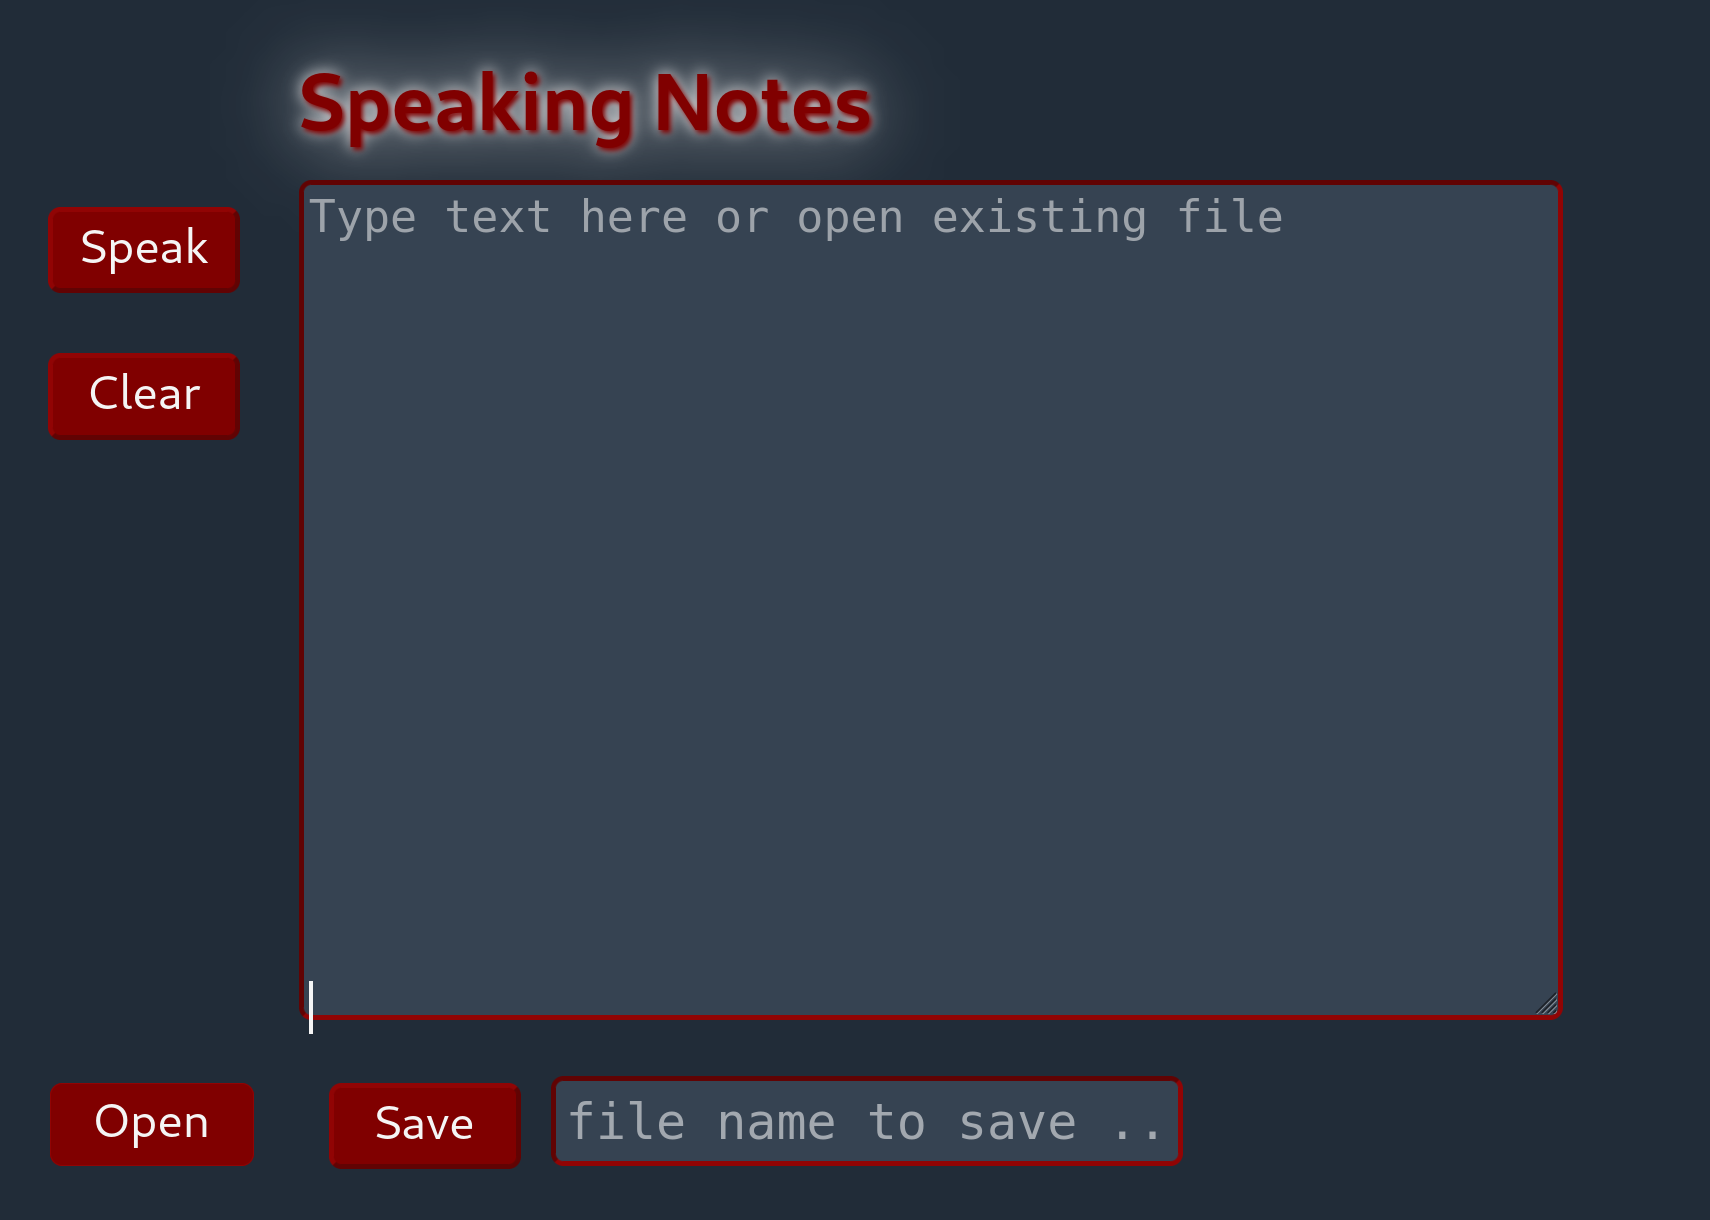 Speaking Notes
Type text here or open existing file
Speak
Clear
Open
Save
file name to save ..